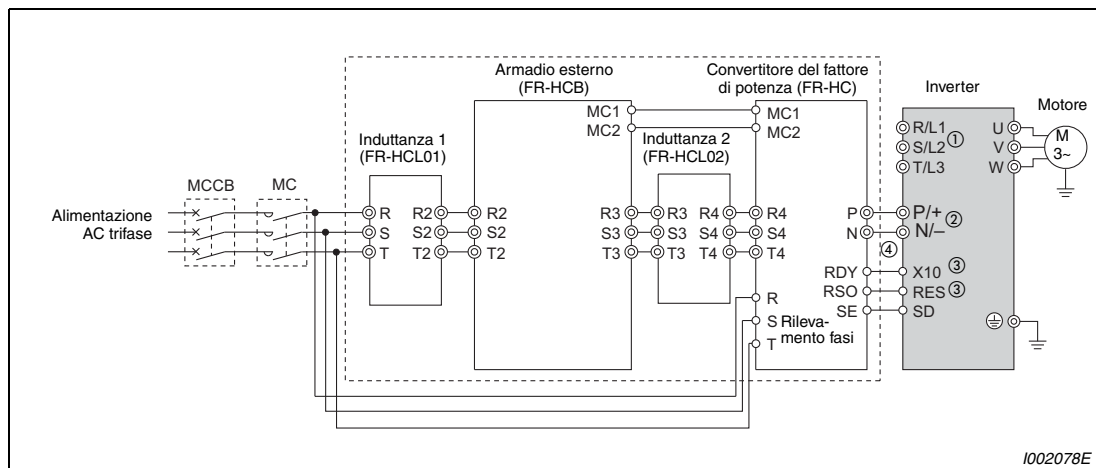 Armadio esterno
(FR-HCB)
Convertitore del fattore
di potenza (FR-HC)
Inverter
Motore
Induttanza 1
(FR-HCL01)
Induttanza 2
(FR-HCL02)
MCCB
MC
Alimentazione
AC trifase
MC1
MC2
MC1
MC2
R/L1
S/L2 ①
T/L3
U
V
W
M
3~
R R2 R2 R3 R3 R4 R4 P P/+
S S2 S2 S3 S3 S4 S4 N N/– ②
T T2 T2 T3 T3 T4 T4
④
RDY X10 ③
RSO RES ③
SE SD
R
S Rileva-
T mento fasi
I002078E